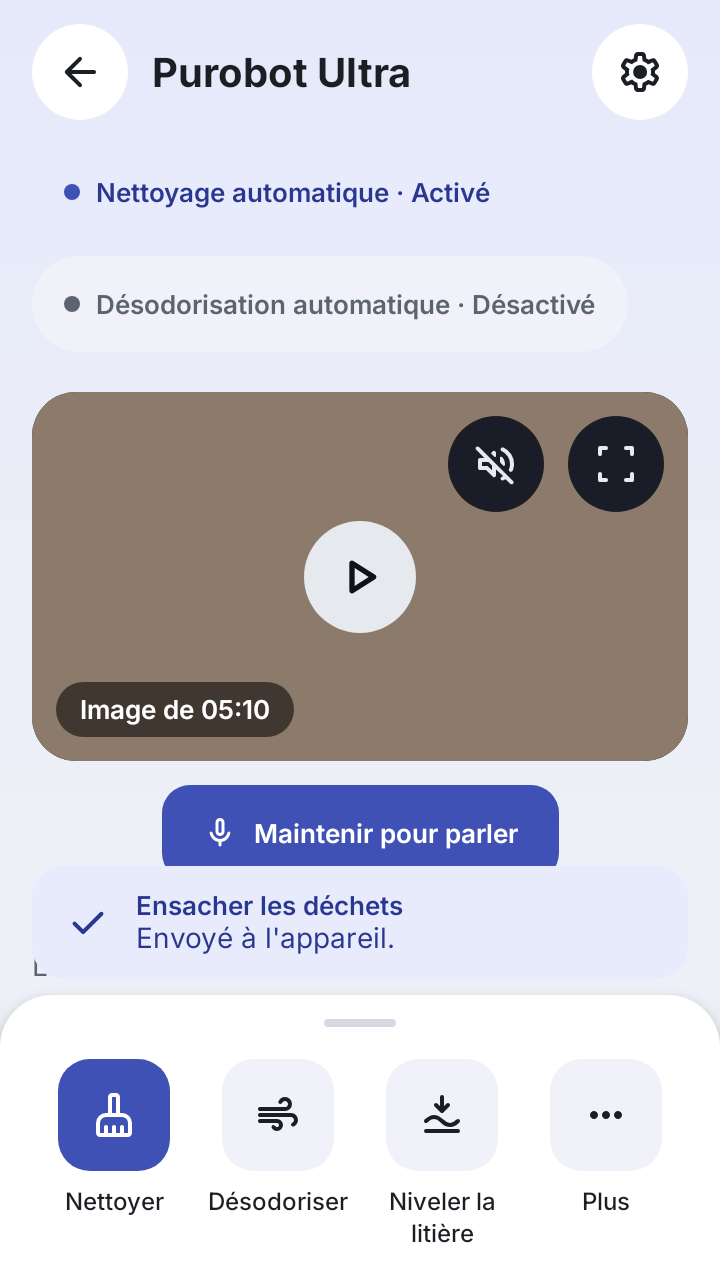 Purobot Ultra
Nettoyage automatique · Activé
Désodorisation automatique · Désactivé
Image de 05:10
Maintenir pour parler
Ensacher les déchets
Envoyé à l'appareil.
Nettoyer
Désodoriser
Niveler la
litière
Plus